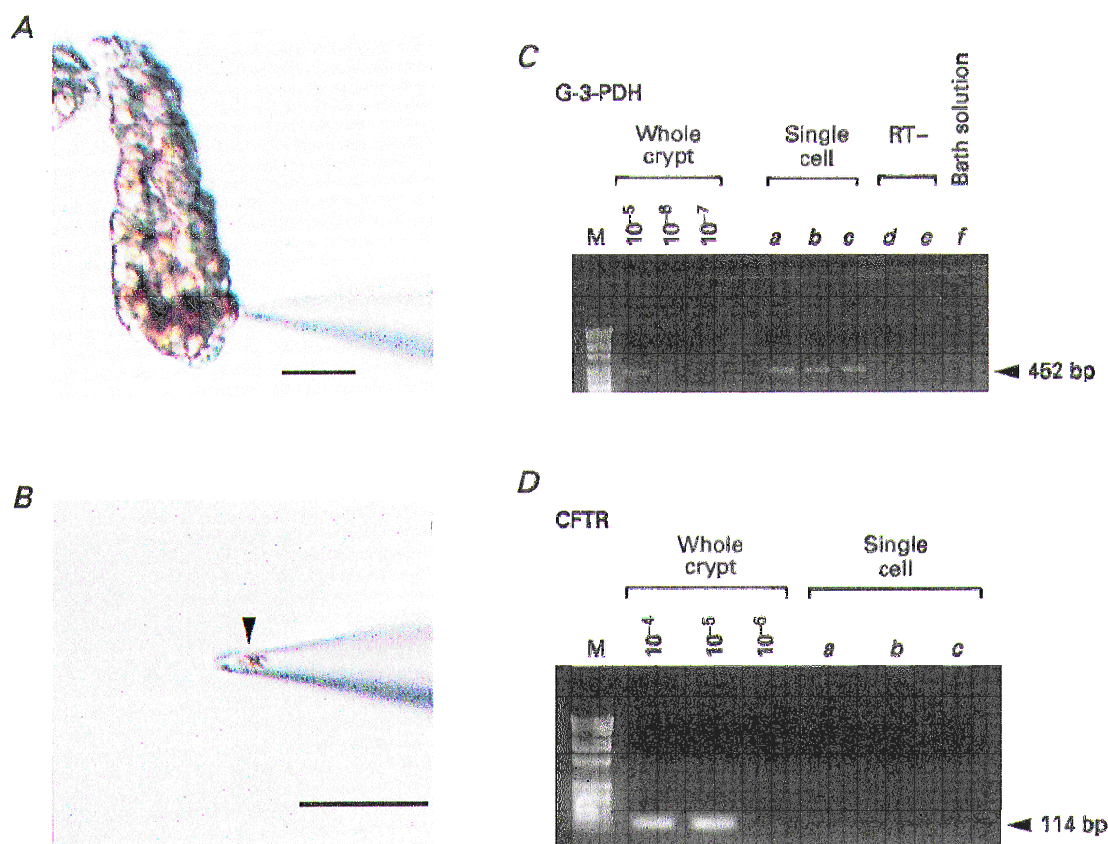 A
B
C
G-3-PDH
Whole crypt
Single cell
RT–
Bath solution
M
10–5
10–6
10–7
a
b
c
d
e
f
452 bp
D
CFTR
Whole crypt
Single cell
M
10–4
10–5
10–6
a
b
c
114 bp